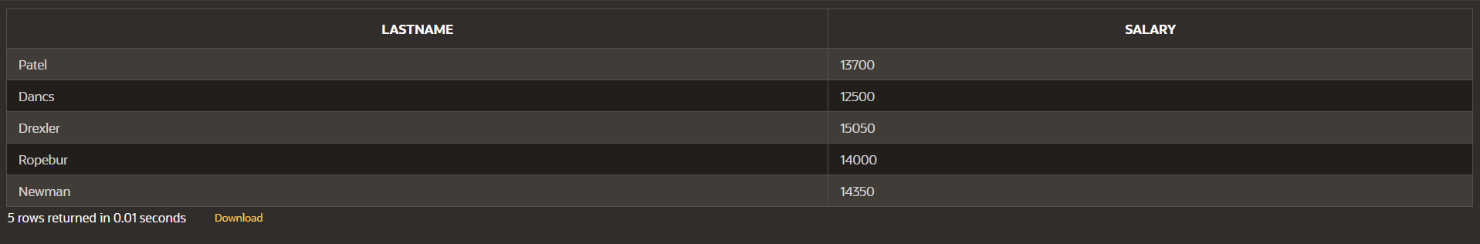 LASTNAME SALARY
Patel 13700
Dancs 12500
Drexler 15050
Ropebur 14000
Newman 14350
5 rows returned in 0.01 seconds Download